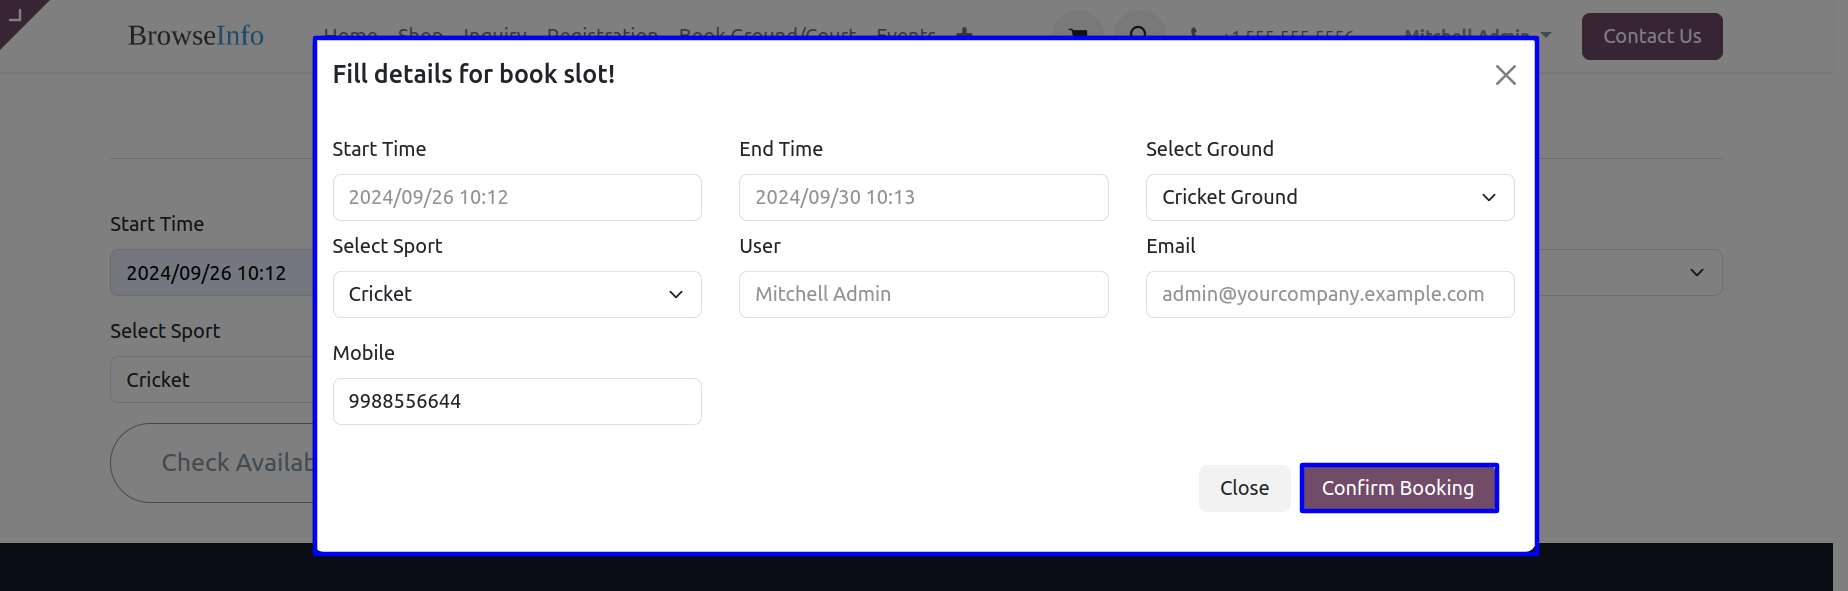 BrowseInfo Home Shop Inquiry Registration Book Ground/Court Events +1 555-555-5556 Mitchell Admin Contact Us
Fill details for book slot!
Start Time End Time Select Ground
2024/09/26 10:12 2024/09/30 10:13 Cricket Ground
Select Sport User Email
Cricket Mitchell Admin admin@yourcompany.example.com
Mobile
9988556644
Close Confirm Booking
Start Time
2024/09/26 10:12
Select Sport
Cricket
Check Availab